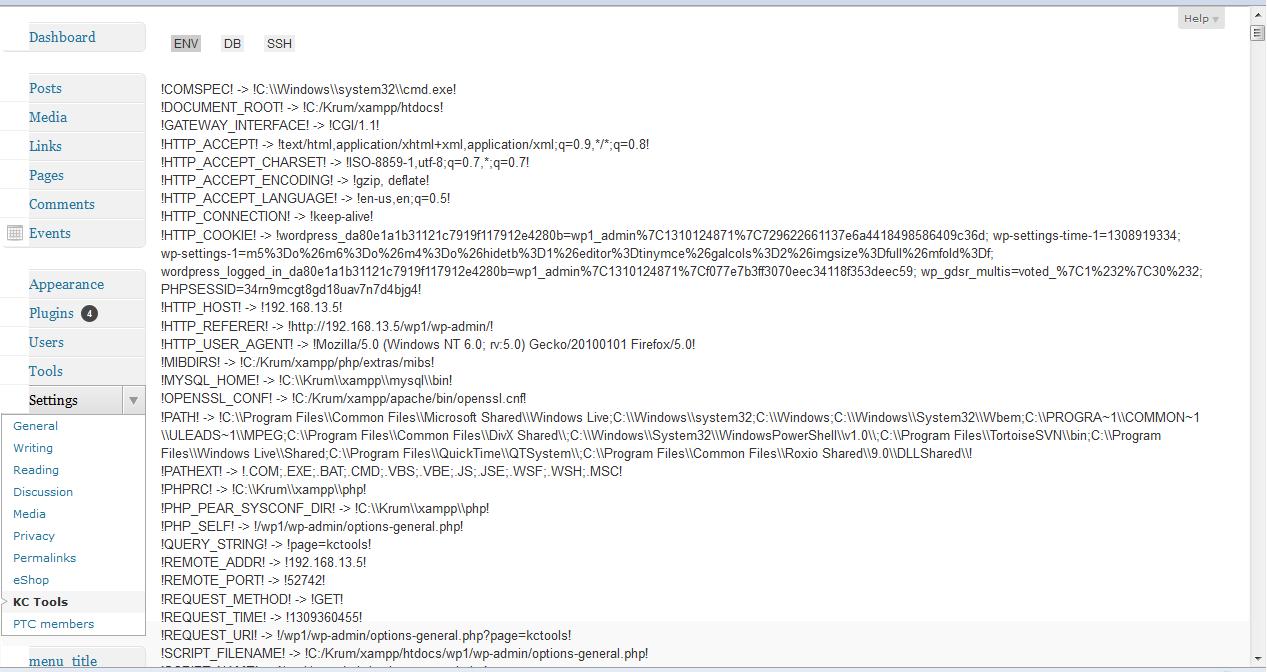 Help
Dashboard
ENV DB SSH
Posts
Media
Links
Pages
Comments
Events
Appearance
Plugins 4
Users
Tools
Settings
General
Writing
Reading
Discussion
Media
Privacy
Permalinks
eShop
KC Tools
PTC members
menu_title
!COMSPEC! -> !C:\\Windows\\system32\\cmd.exe!
!DOCUMENT_ROOT! -> !C:/Krum/xampp/htdocs!
!GATEWAY_INTERFACE! -> !CGI/1.1!
!HTTP_ACCEPT! -> !text/html,application/xhtml+xml,application/xml;q=0.9,*/*;q=0.8!
!HTTP_ACCEPT_CHARSET! -> !ISO-8859-1,utf-8;q=0.7,*;q=0.7!
!HTTP_ACCEPT_ENCODING! -> !gzip, deflate!
!HTTP_ACCEPT_LANGUAGE! -> !en-us,en;q=0.5!
!HTTP_CONNECTION! -> !keep-alive!
!HTTP_COOKIE! -> !wordpress_da80e1a1b31121c7919f117912e4280b=wp1_admin%7C1310124871%7C729622661137e6a4418498586409c36d; wp-settings-time-1=1308919334;
wp-settings-1=m5%3Do%26m6%3Do%26m4%3Do%26hidetb%3D1%26editor%3Dtinymce%26galcols%3D2%26imgsize%3Dfull%26mfold%3Df;
wordpress_logged_in_da80e1a1b31121c7919f117912e4280b=wp1_admin%7C1310124871%7Cf077e7b3ff3070eec34118f353deec59; wp_gdsr_multis=voted_%7C1%232%7C30%232;
PHPSESSID=34rn9mcgt8gd18uav7n7d4bjg4!
!HTTP_HOST! -> !192.168.13.5!
!HTTP_REFERER! -> !http://192.168.13.5/wp1/wp-admin/!
!HTTP_USER_AGENT! -> !Mozilla/5.0 (Windows NT 6.0; rv:5.0) Gecko/20100101 Firefox/5.0!
!MIBDIRS! -> !C:/Krum/xampp/php/extras/mibs!
!MYSQL_HOME! -> !C:\\Krum\\xampp\\mysql\\bin!
!OPENSSL_CONF! -> !C:/Krum/xampp/apache/bin/openssl.cnf!
!PATH! -> !C:\\Program Files\\Common Files\\Microsoft Shared\\Windows Live;C:\\Windows\\system32;C:\\Windows;C:\\Windows\\System32\\Wbem;C:\\PROGRA~1\\COMMON~1
\\ULEADS~1\\MPEG;C:\\Program Files\\Common Files\\DivX Shared\\;C:\\Windows\\System32\\WindowsPowerShell\\v1.0\\;C:\\Program Files\\TortoiseSVN\\bin;C:\\Program
Files\\Windows Live\\Shared;C:\\Program Files\\QuickTime\\QTSystem\\;C:\\Program Files\\Common Files\\Roxio Shared\\9.0\\DLLShared\\!
!PATHEXT! -> !.COM;.EXE;.BAT;.CMD;.VBS;.VBE;.JS;.JSE;.WSF;.WSH;.MSC!
!PHPRC! -> !C:\\Krum\\xampp\\php!
!PHP_PEAR_SYSCONF_DIR! -> !C:\\Krum\\xampp\\php!
!PHP_SELF! -> !/wp1/wp-admin/options-general.php!
!QUERY_STRING! -> !page=kctools!
!REMOTE_ADDR! -> !192.168.13.5!
!REMOTE_PORT! -> !52742!
!REQUEST_METHOD! -> !GET!
!REQUEST_TIME! -> !1309360455!
!REQUEST_URI! -> !/wp1/wp-admin/options-general.php?page=kctools!
!SCRIPT_FILENAME! -> !C:/Krum/xampp/htdocs/wp1/wp-admin/options-general.php!